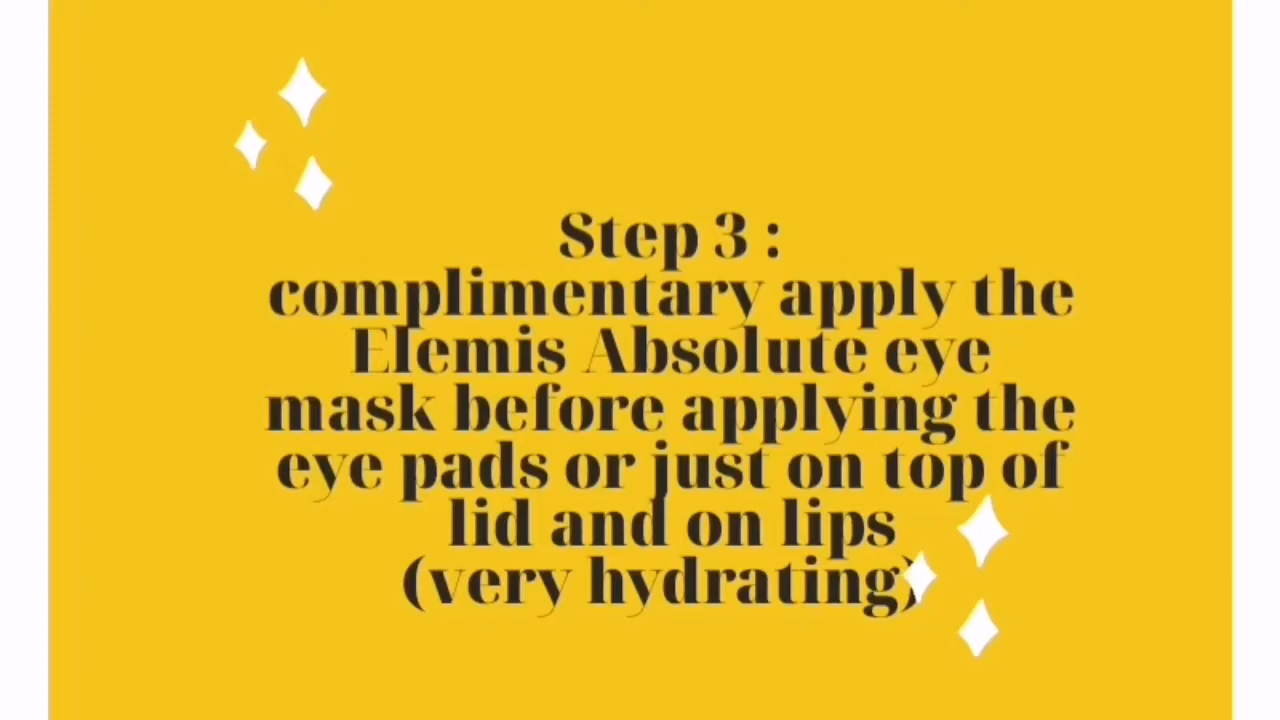 Step 3 :
complimentary apply the
Elemis Absolute eye
mask before applying the
eye pads or just on top of
lid and on lips
(very hydrating)